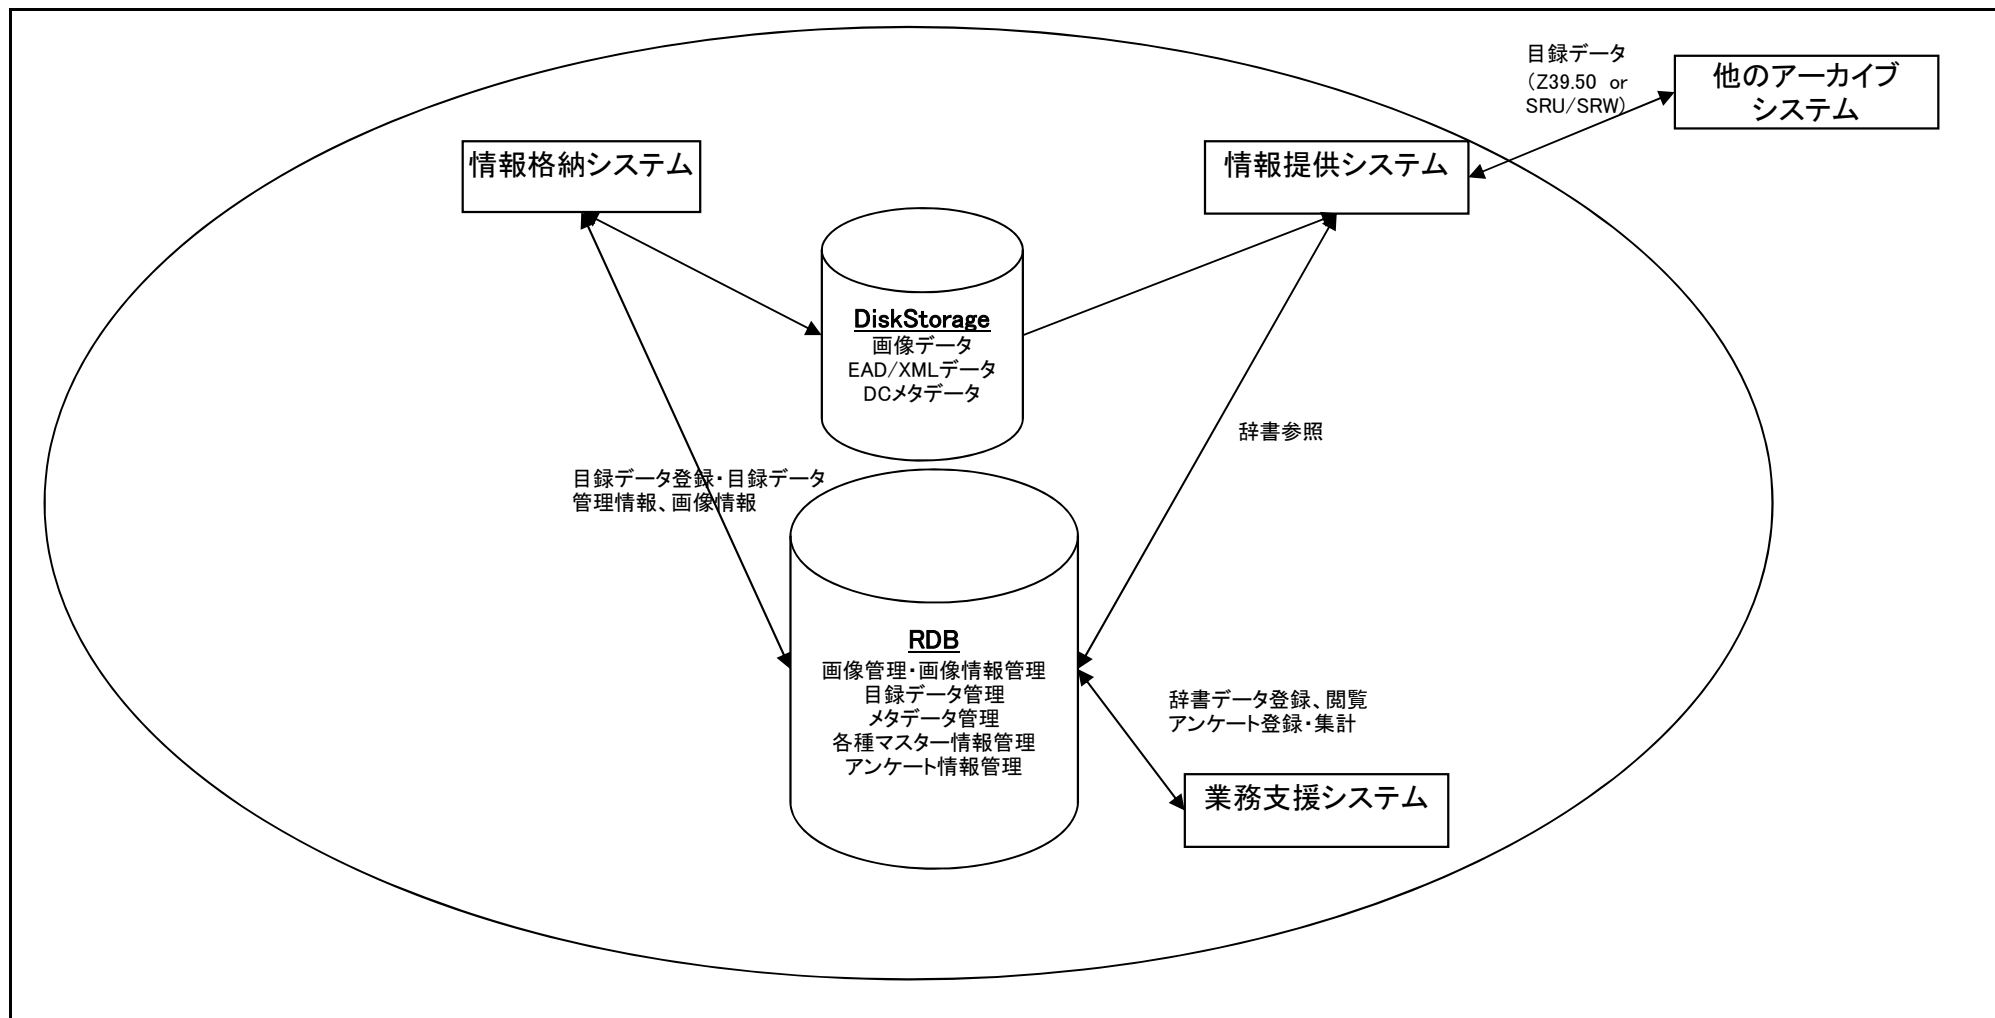 目録データ
(Z39.50 or
SRU/SRW)
他のアーカイブ
システム
情報格納システム
情報提供システム
DiskStorage
画像データ
EAD/XMLデータ
DCメタデータ
辞書参照
目録データ登録・目録データ
管理情報、画像情報
RDB
画像管理・画像情報管理
目録データ管理
メタデータ管理
各種マスター情報管理
アンケート情報管理
辞書データ登録、閲覧
アンケート登録・集計
業務支援システム